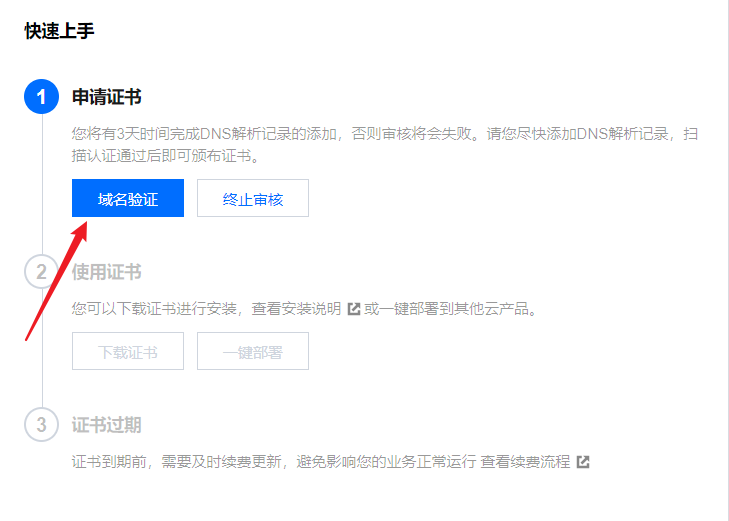 快速上手
1 申请证书
您将有3天时间完成DNS解析记录的添加，否则审核将会失败。请您尽快添加DNS解析记录，扫
描认证通过后即可颁布证书。
域名验证 终止审核
2 使用证书
您可以下载证书进行安装，查看安装说明 或一键部署到其他云产品。
下载证书 一键部署
3 证书过期
证书到期前，需要及时续费更新，避免影响您的业务正常运行 查看续费流程